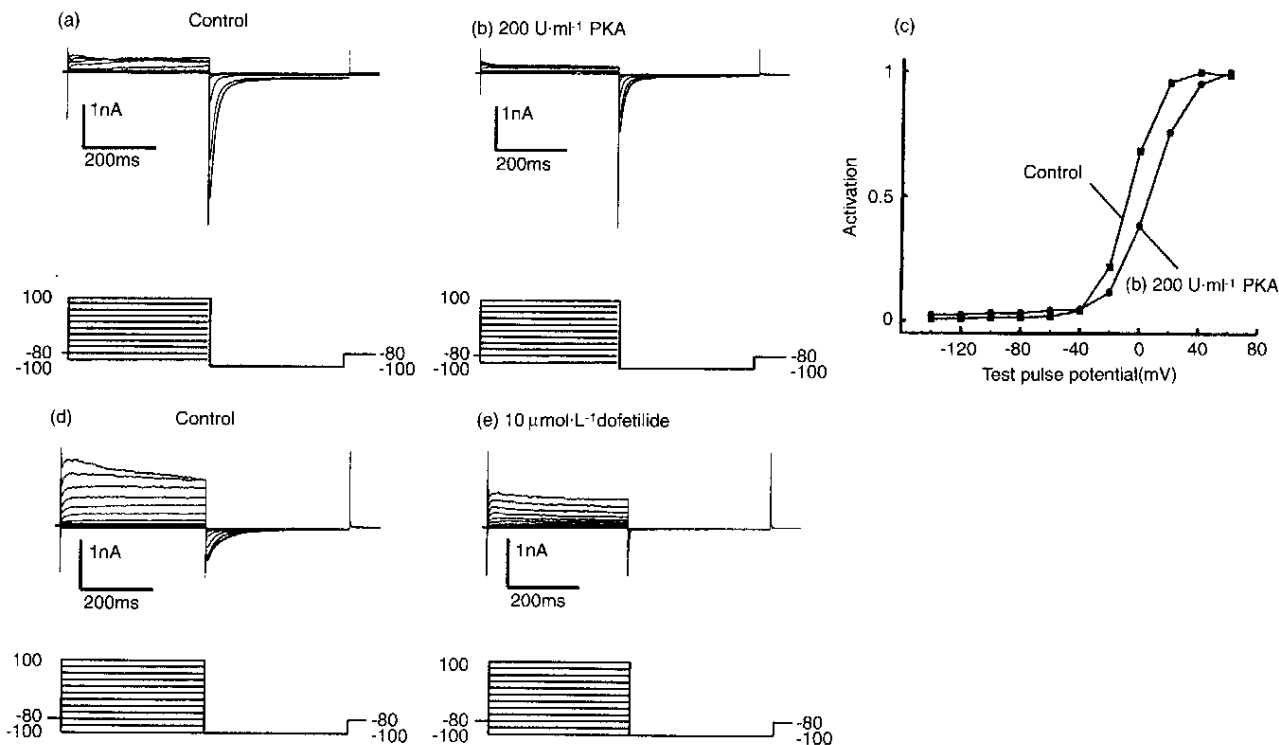 (a) Control
1nA
200ms
100
-80
-100
-80
-100
(b) 200 U·ml-1 PKA
1nA
200ms
100
-80
-100
-80
-100
(c)
1
0.5
0
Activation
Control
(b) 200 U·ml-1 PKA
-120 -80 -40 0 40 80
Test pulse potential(mV)
(d) Control
1nA
200ms
100
-80
-100
-80
-100
(e) 10 μmol·L-1dofetilide
1nA
200ms
100
-80
-100
-80
-100